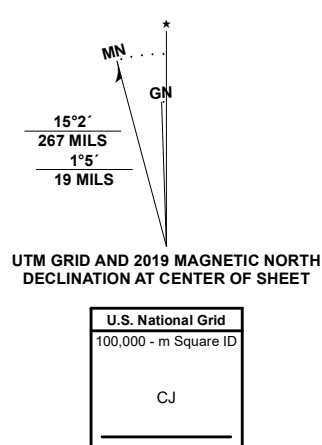 MN
GN
15°2´
267 MILS
1°5´
19 MILS
UTM GRID AND 2019 MAGNETIC NORTH
DECLINATION AT CENTER OF SHEET
U.S. National Grid
100,000 - m Square ID
CJ